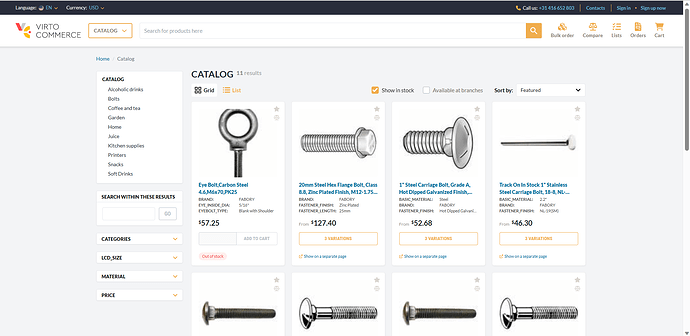 Language: EN Currency: USD Call us: +31 416 652 803 Contacts Sign in Sign up now
VIRTO COMMERCE CATALOG Search for products here Bulk order Compare Lists Orders Cart
Home / Catalog
CATALOG
Alcoholic drinks
Bolts
Coffee and tea
Garden
Home
Juice
Kitchen supplies
Printers
Snacks
Soft Drinks
SEARCH WITHIN THESE RESULTS
GO
CATEGORIES
LCD_SIZE
MATERIAL
PRICE
CATALOG 11 results
Grid List Show in stock Available at branches Sort by: Featured
Eye Bolt,Carbon Steel
4.6,M6x70,PK25
BRAND: FABORY
EYE_INSIDE_DIA: 5/16"
EYEBOLT_TYPE: Blank with Shoulder
$57.25
ADD TO CART
Out of stock
20mm Steel Hex Flange Bolt, Class
8.8, Zinc Plated Finish, M12-1.75...
BRAND: FABORY
FASTENER_FINISH: Zinc Plated
FASTENER_LENGTH: 25mm
From $127.40
3 VARIATIONS
Show on a separate page
1" Steel Carriage Bolt, Grade A,
Hot Dipped Galvanized Finish,...
BASIC_MATERIAL: Steel
BRAND: FABORY
FASTENER_FINISH: Hot Dipped Galvani...
From $52.68
Show on a separate page
Track On In Stock 1" Stainless
Steel Carriage Bolt, 18-8, NL-...
BASIC_MATERIAL: 2.2"
BRAND: FABORY
FASTENER_FINISH:
From $46.30
Show on a separate page